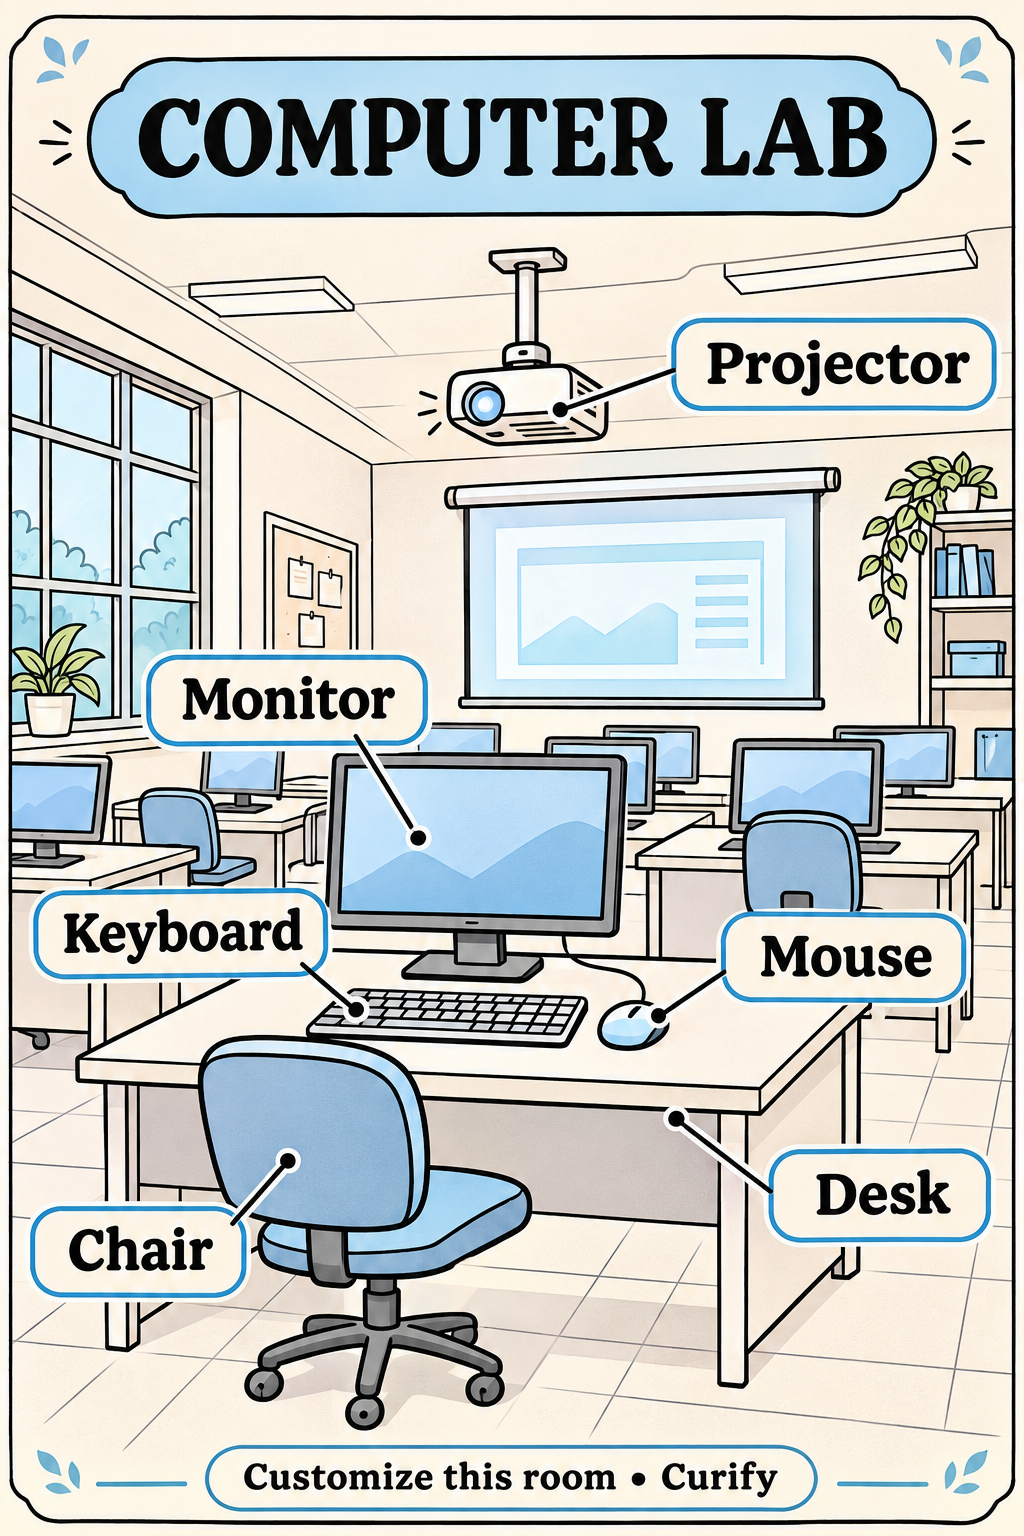 COMPUTER LAB
Projector
Monitor
Keyboard
Mouse
Desk
Chair
Customize this room • Curify